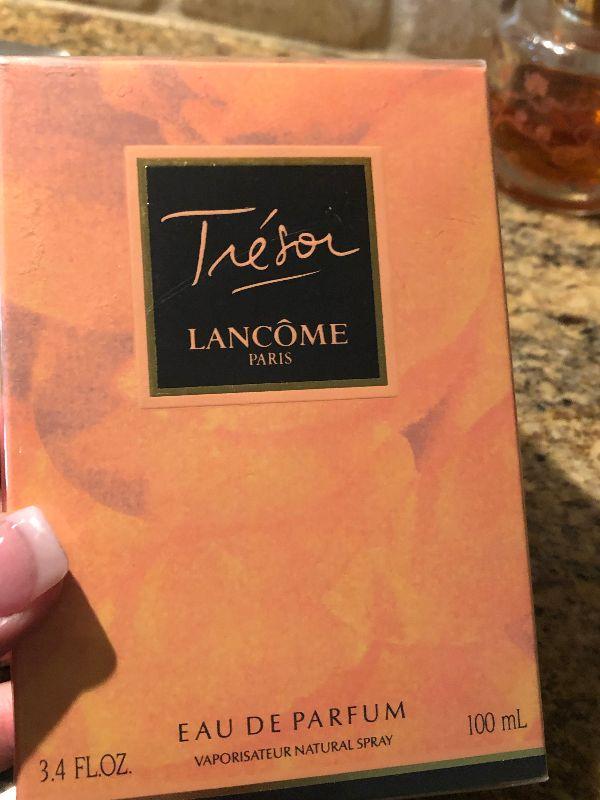 Trésor
LANCÔME
PARIS
EAU DE PARFUM
VAPORISATEUR NATURAL SPRAY
3.4 FL.OZ.
100 mL